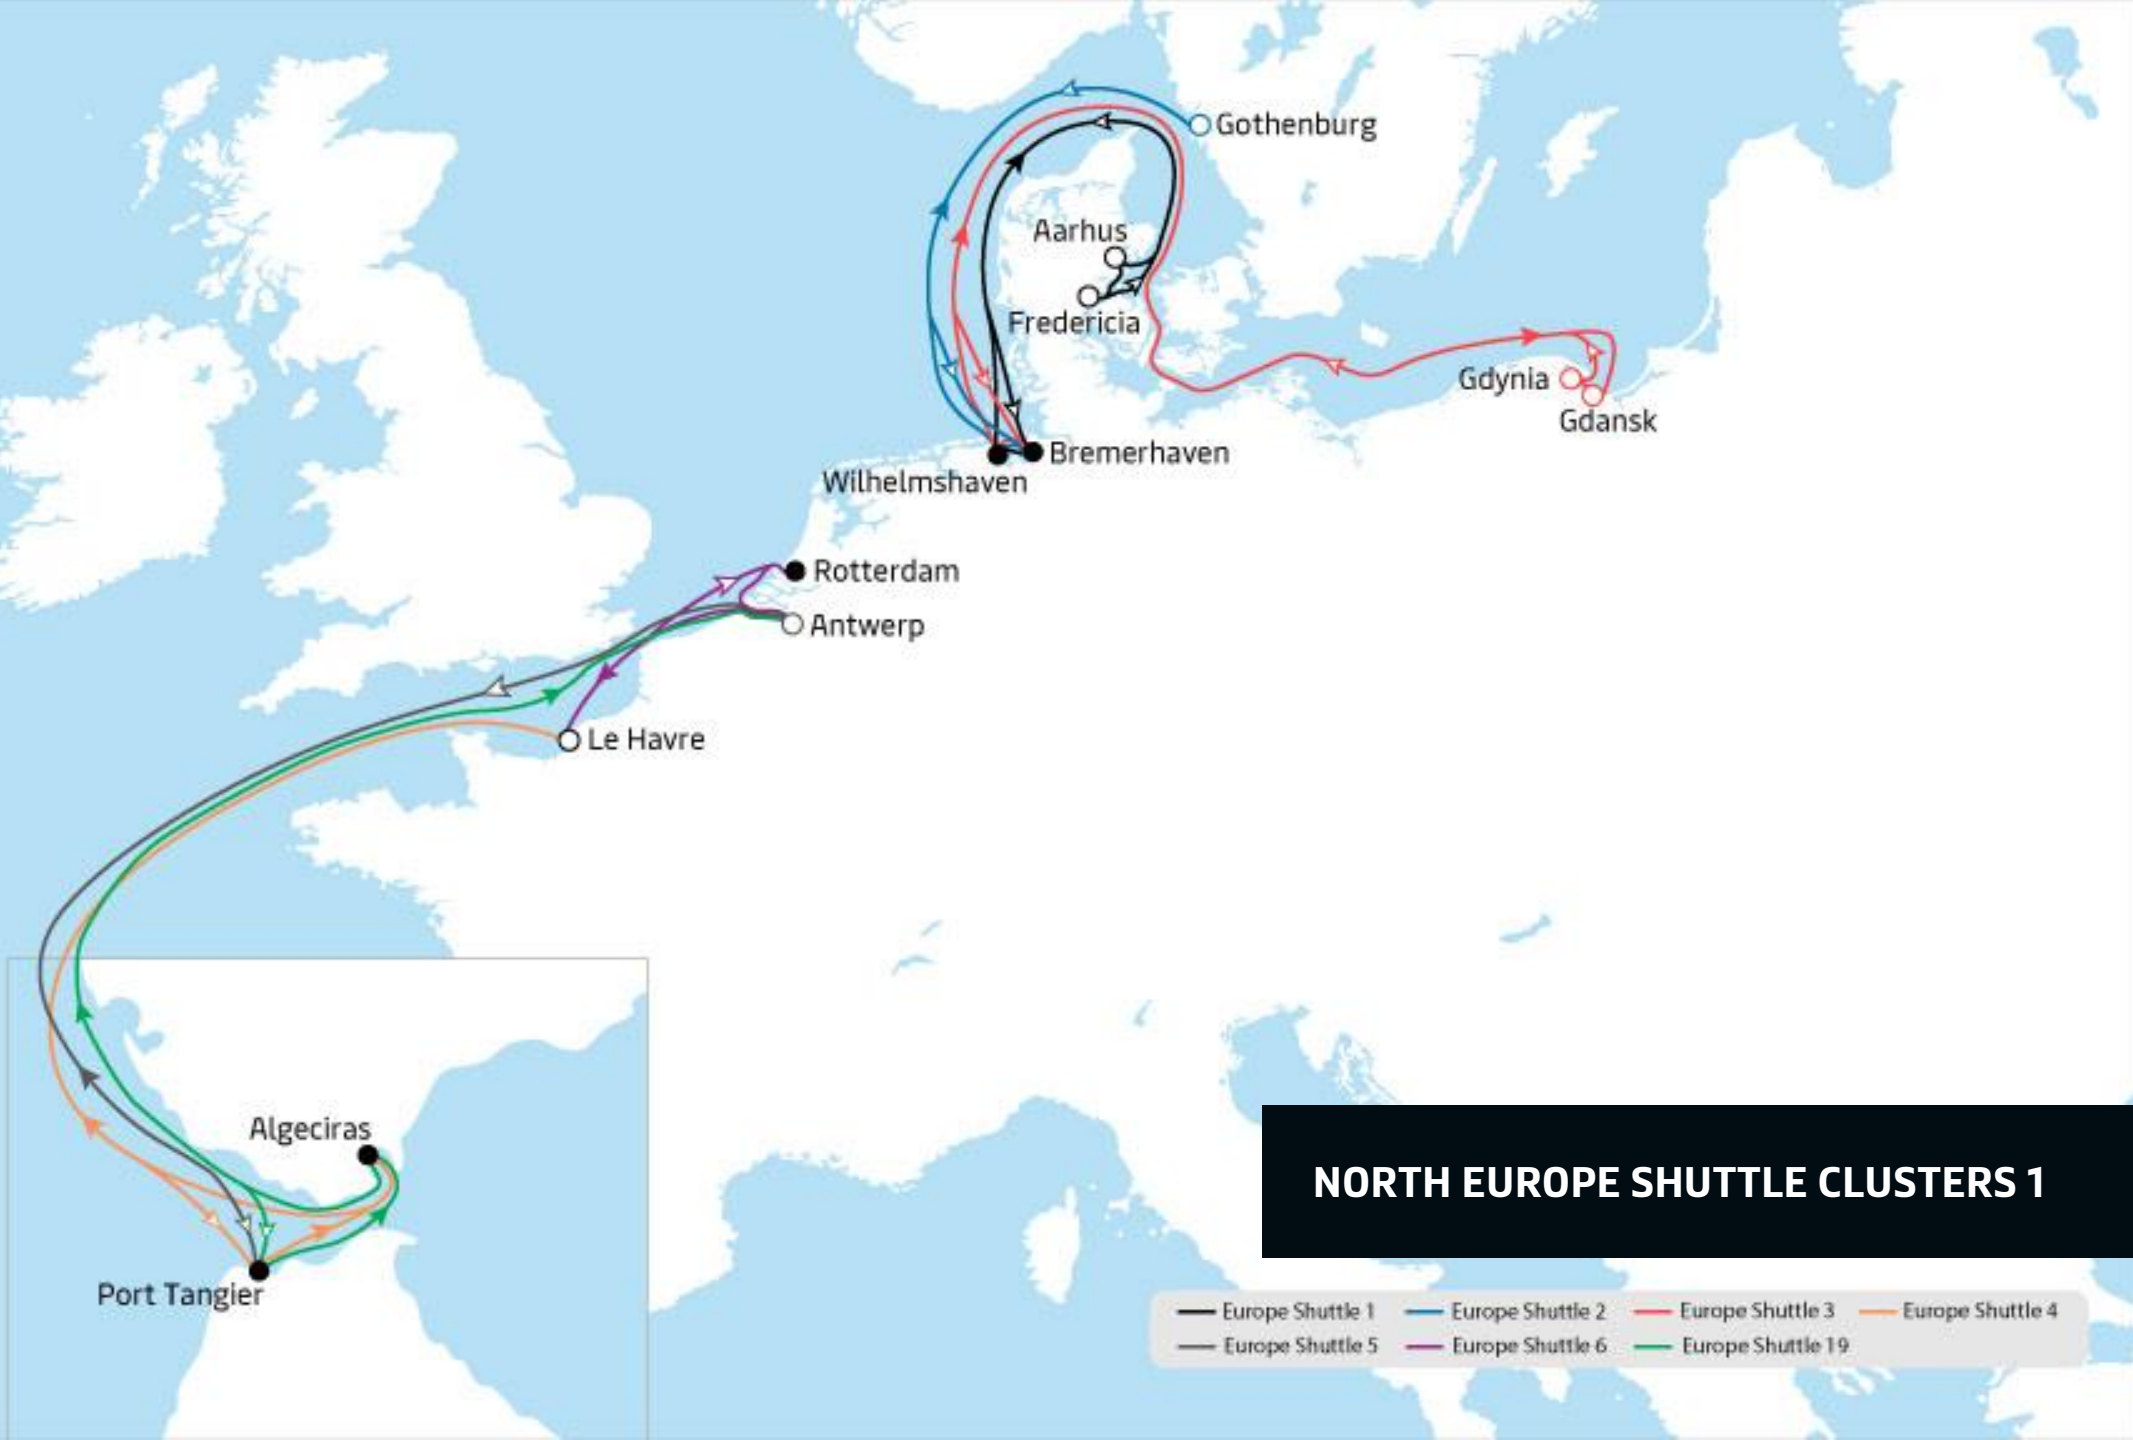 Gothenburg
Aarhus
Fredericia
Gdynia
Gdansk
Bremerhaven
Wilhelmshaven
Rotterdam
Antwerp
Le Havre
Algeciras
Port Tangier
NORTH EUROPE SHUTTLE CLUSTERS 1
Europe Shuttle 1 Europe Shuttle 2 Europe Shuttle 3 Europe Shuttle 4
Europe Shuttle 5 Europe Shuttle 6 Europe Shuttle 19